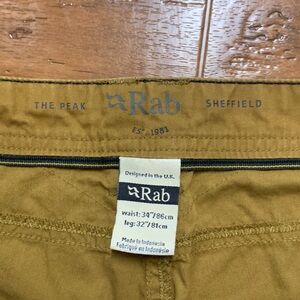 THE PEAK Rab SHEFFIELD
EST 1981
Designed in the U.K.
Rab
waist: 34"/86cm
leg: 32"/81cm
Made in Indonesia
Fabriqué en Indonésie